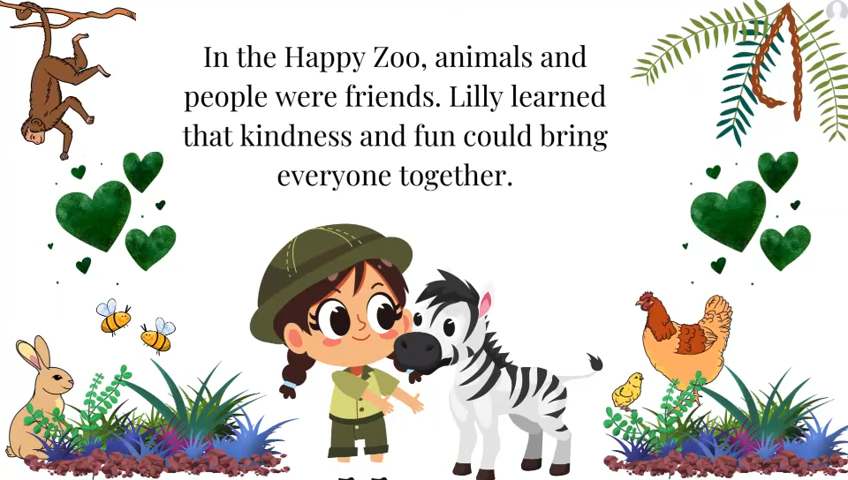 In the Happy Zoo, animals and
people were friends. Lilly learned
that kindness and fun could bring
everyone together.